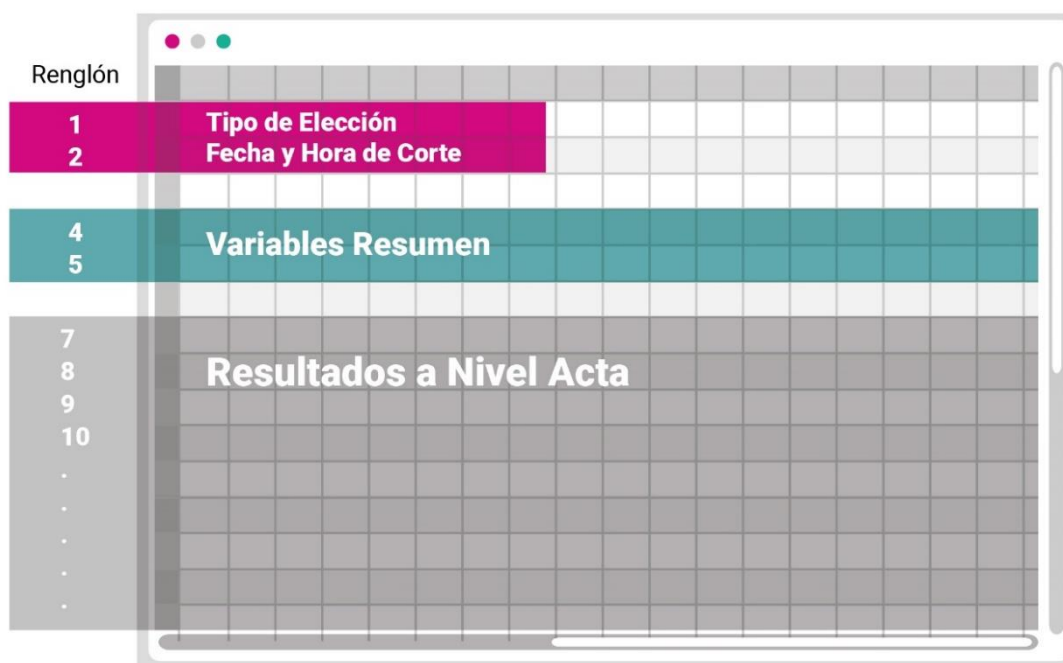 Renglón
1 Tipo de Elección
2 Fecha y Hora de Corte
4
Variables Resumen
5
7
8 Resultados a Nivel Acta
9
10
.
.
.
.
.